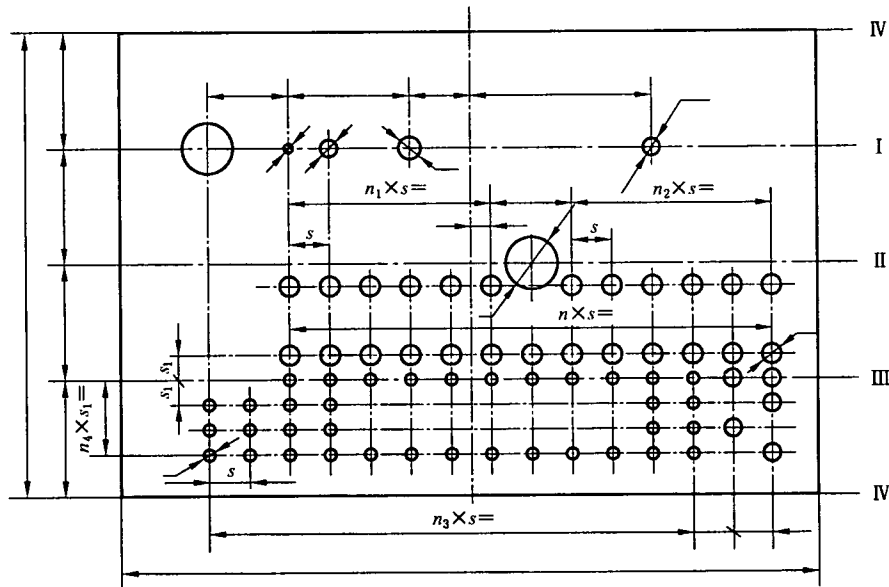 IV
I
n₁×s=
n₂×s=
s
s
II
n×s=
s₁
s₁
III
n₄×s₁=
s
IV
n₃×s=